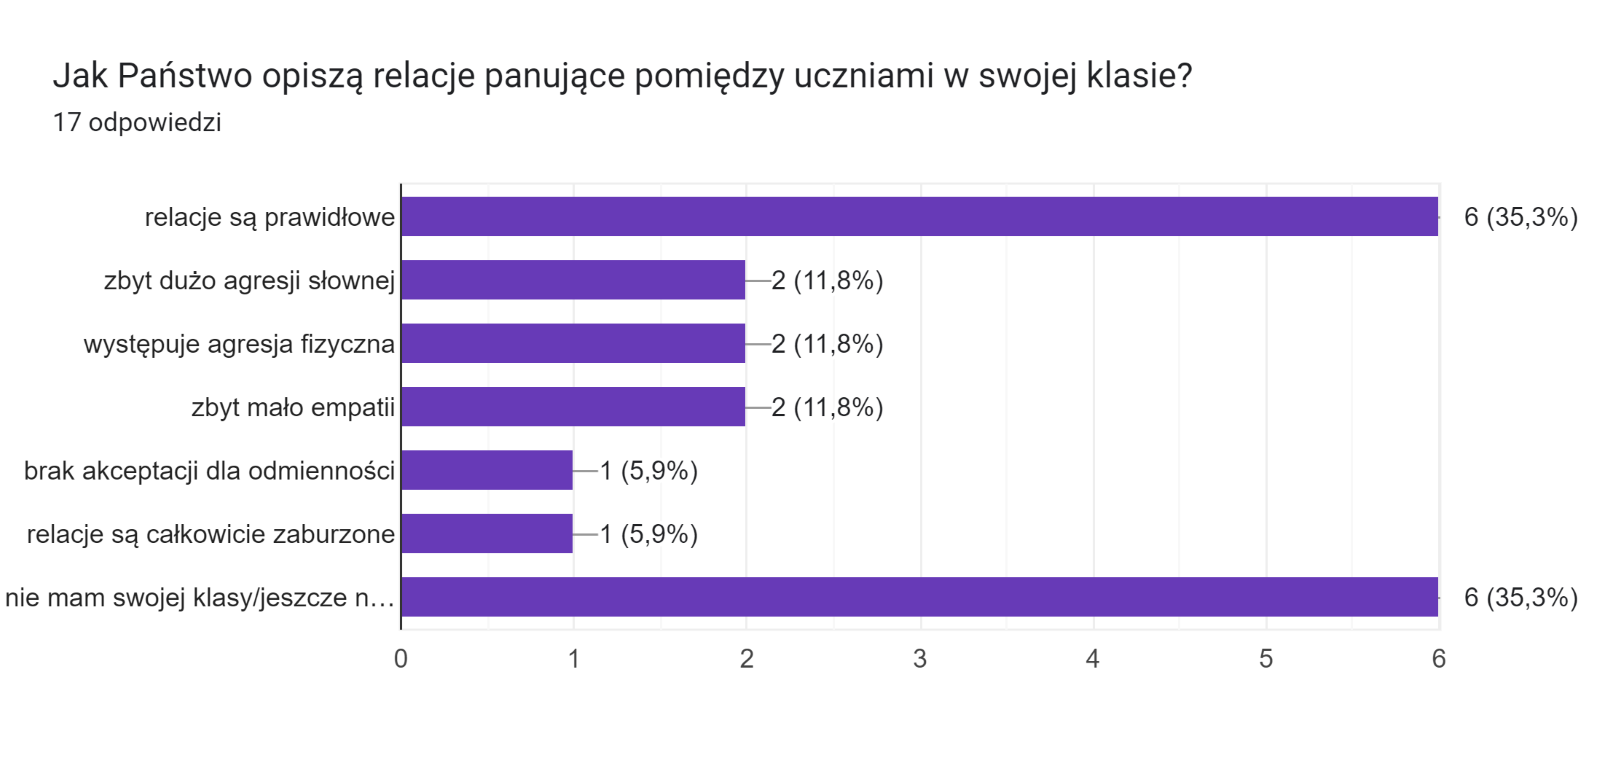 Jak Państwo opiszą relacje panujące pomiędzy uczniami w swojej klasie?
17 odpowiedzi
relacje są prawidłowe 6 (35,3%)
zbyt dużo agresji słownej 2 (11,8%)
występuje agresja fizyczna 2 (11,8%)
zbyt mało empatii 2 (11,8%)
brak akceptacji dla odmienności 1 (5,9%)
relacje są całkowicie zaburzone 1 (5,9%)
nie mam swojej klasy/jeszcze n… 6 (35,3%)
0 1 2 3 4 5 6